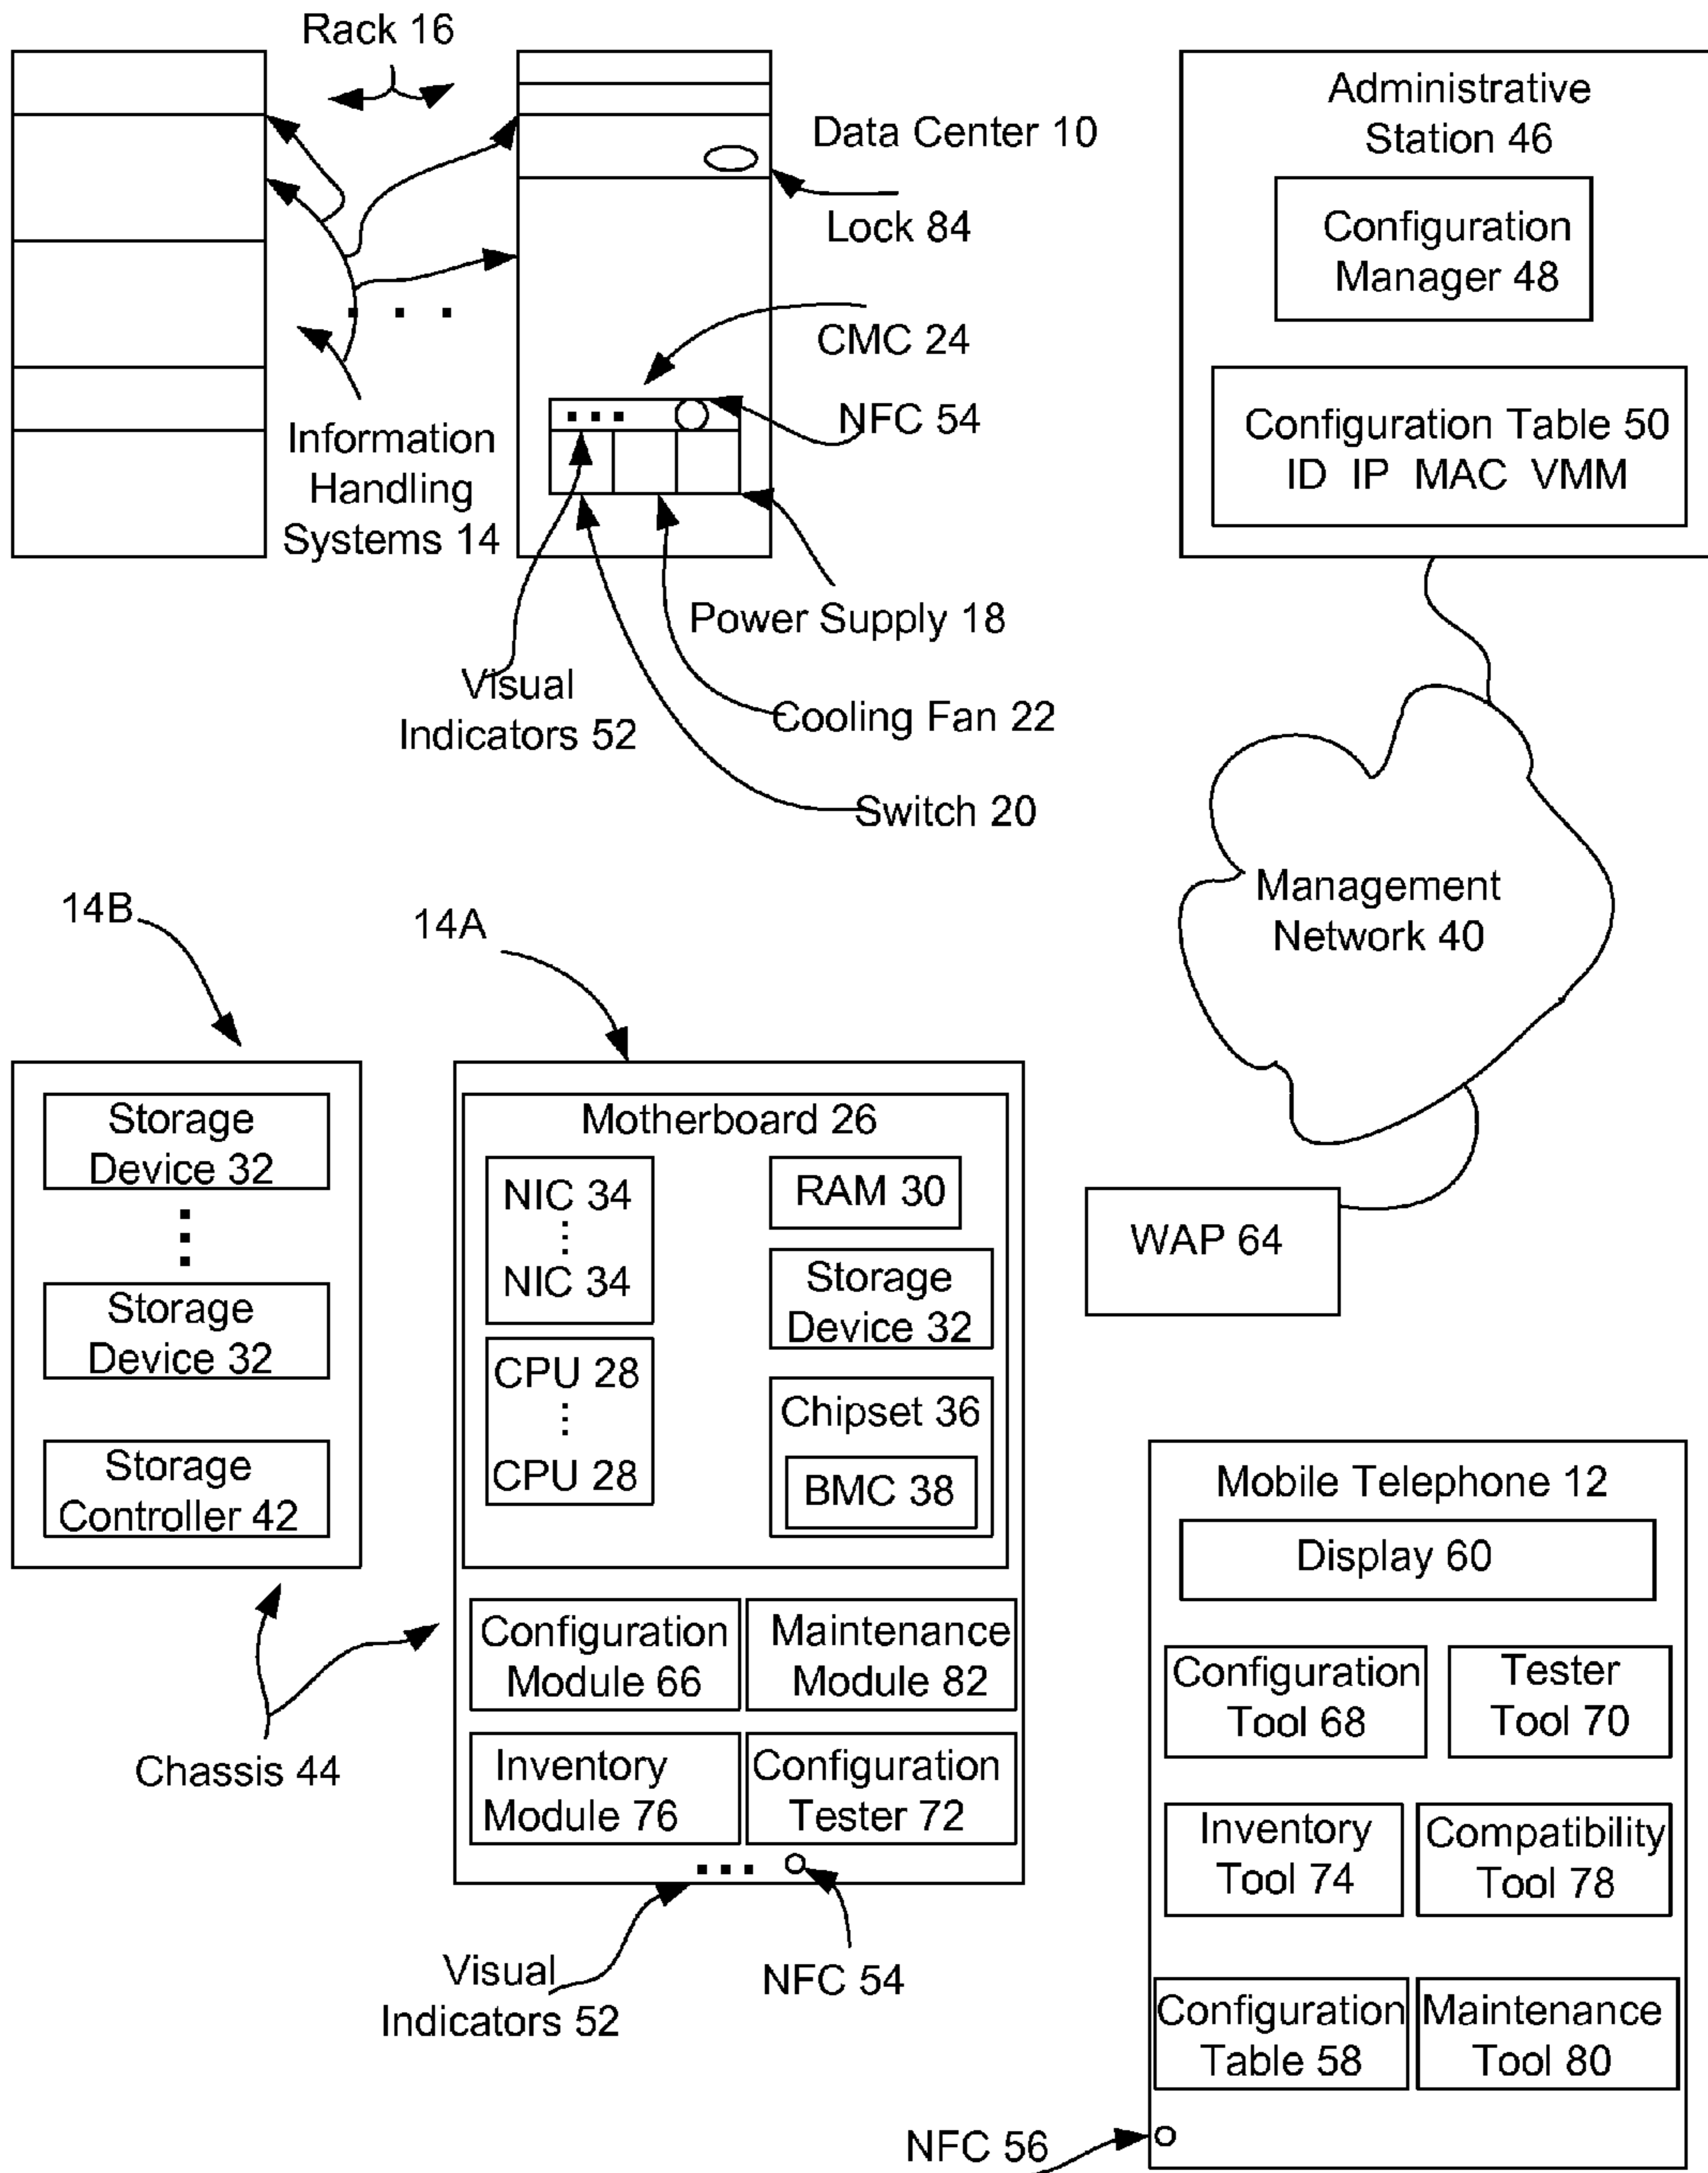 Rack 16
Data Center 10
Lock 84
CMC 24
NFC 54
Information
Handling
Systems 14
Power Supply 18
Visual
Indicators 52
Cooling Fan 22
Switch 20
Administrative
Station 46
Configuration
Manager 48
Configuration Table 50
ID IP MAC VMM
Management
Network 40
WAP 64
14B
14A
Storage
Device 32
Storage
Device 32
Storage
Controller 42
Chassis 44
Motherboard 26
NIC 34
NIC 34
CPU 28
CPU 28
RAM 30
Storage
Device 32
Chipset 36
BMC 38
Configuration
Module 66
Maintenance
Module 82
Inventory
Module 76
Configuration
Tester 72
Visual
Indicators 52
NFC 54
Mobile Telephone 12
Display 60
Configuration
Tool 68
Tester
Tool 70
Inventory
Tool 74
Compatibility
Tool 78
Configuration
Table 58
Maintenance
Tool 80
NFC 56